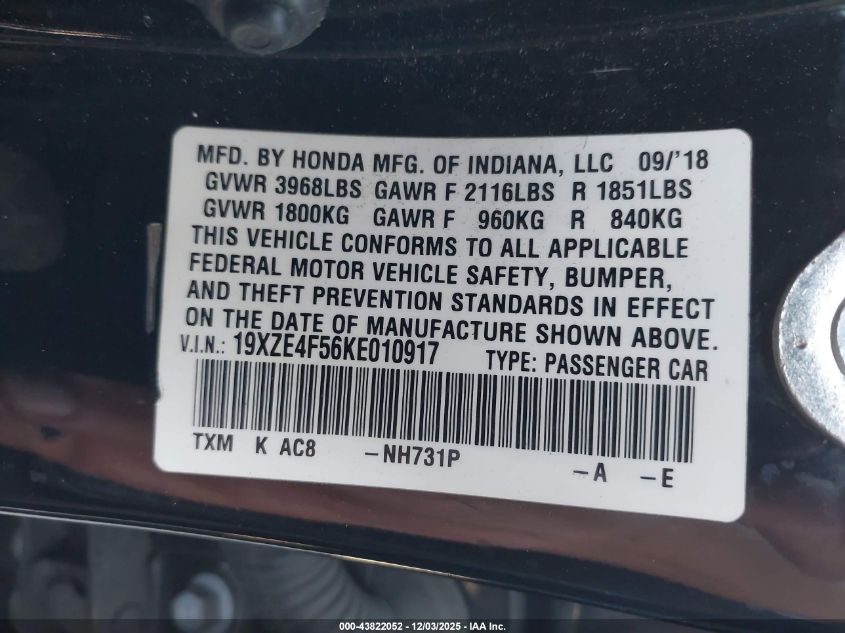 MFD. BY HONDA MFG. OF INDIANA, LLC 09/'18
GVWR 3968LBS GAWR F 2116LBS R 1851LBS
GVWR 1800KG GAWR F 960KG R 840KG
THIS VEHICLE CONFORMS TO ALL APPLICABLE
FEDERAL MOTOR VEHICLE SAFETY, BUMPER,
AND THEFT PREVENTION STANDARDS IN EFFECT
ON THE DATE OF MANUFACTURE SHOWN ABOVE.
V.I.N.: 19XZE4F56KE010917 TYPE: PASSENGER CAR
TXM K AC8 -NH731P -A -E
000-43822052 - 12/03/2025 - IAA Inc.